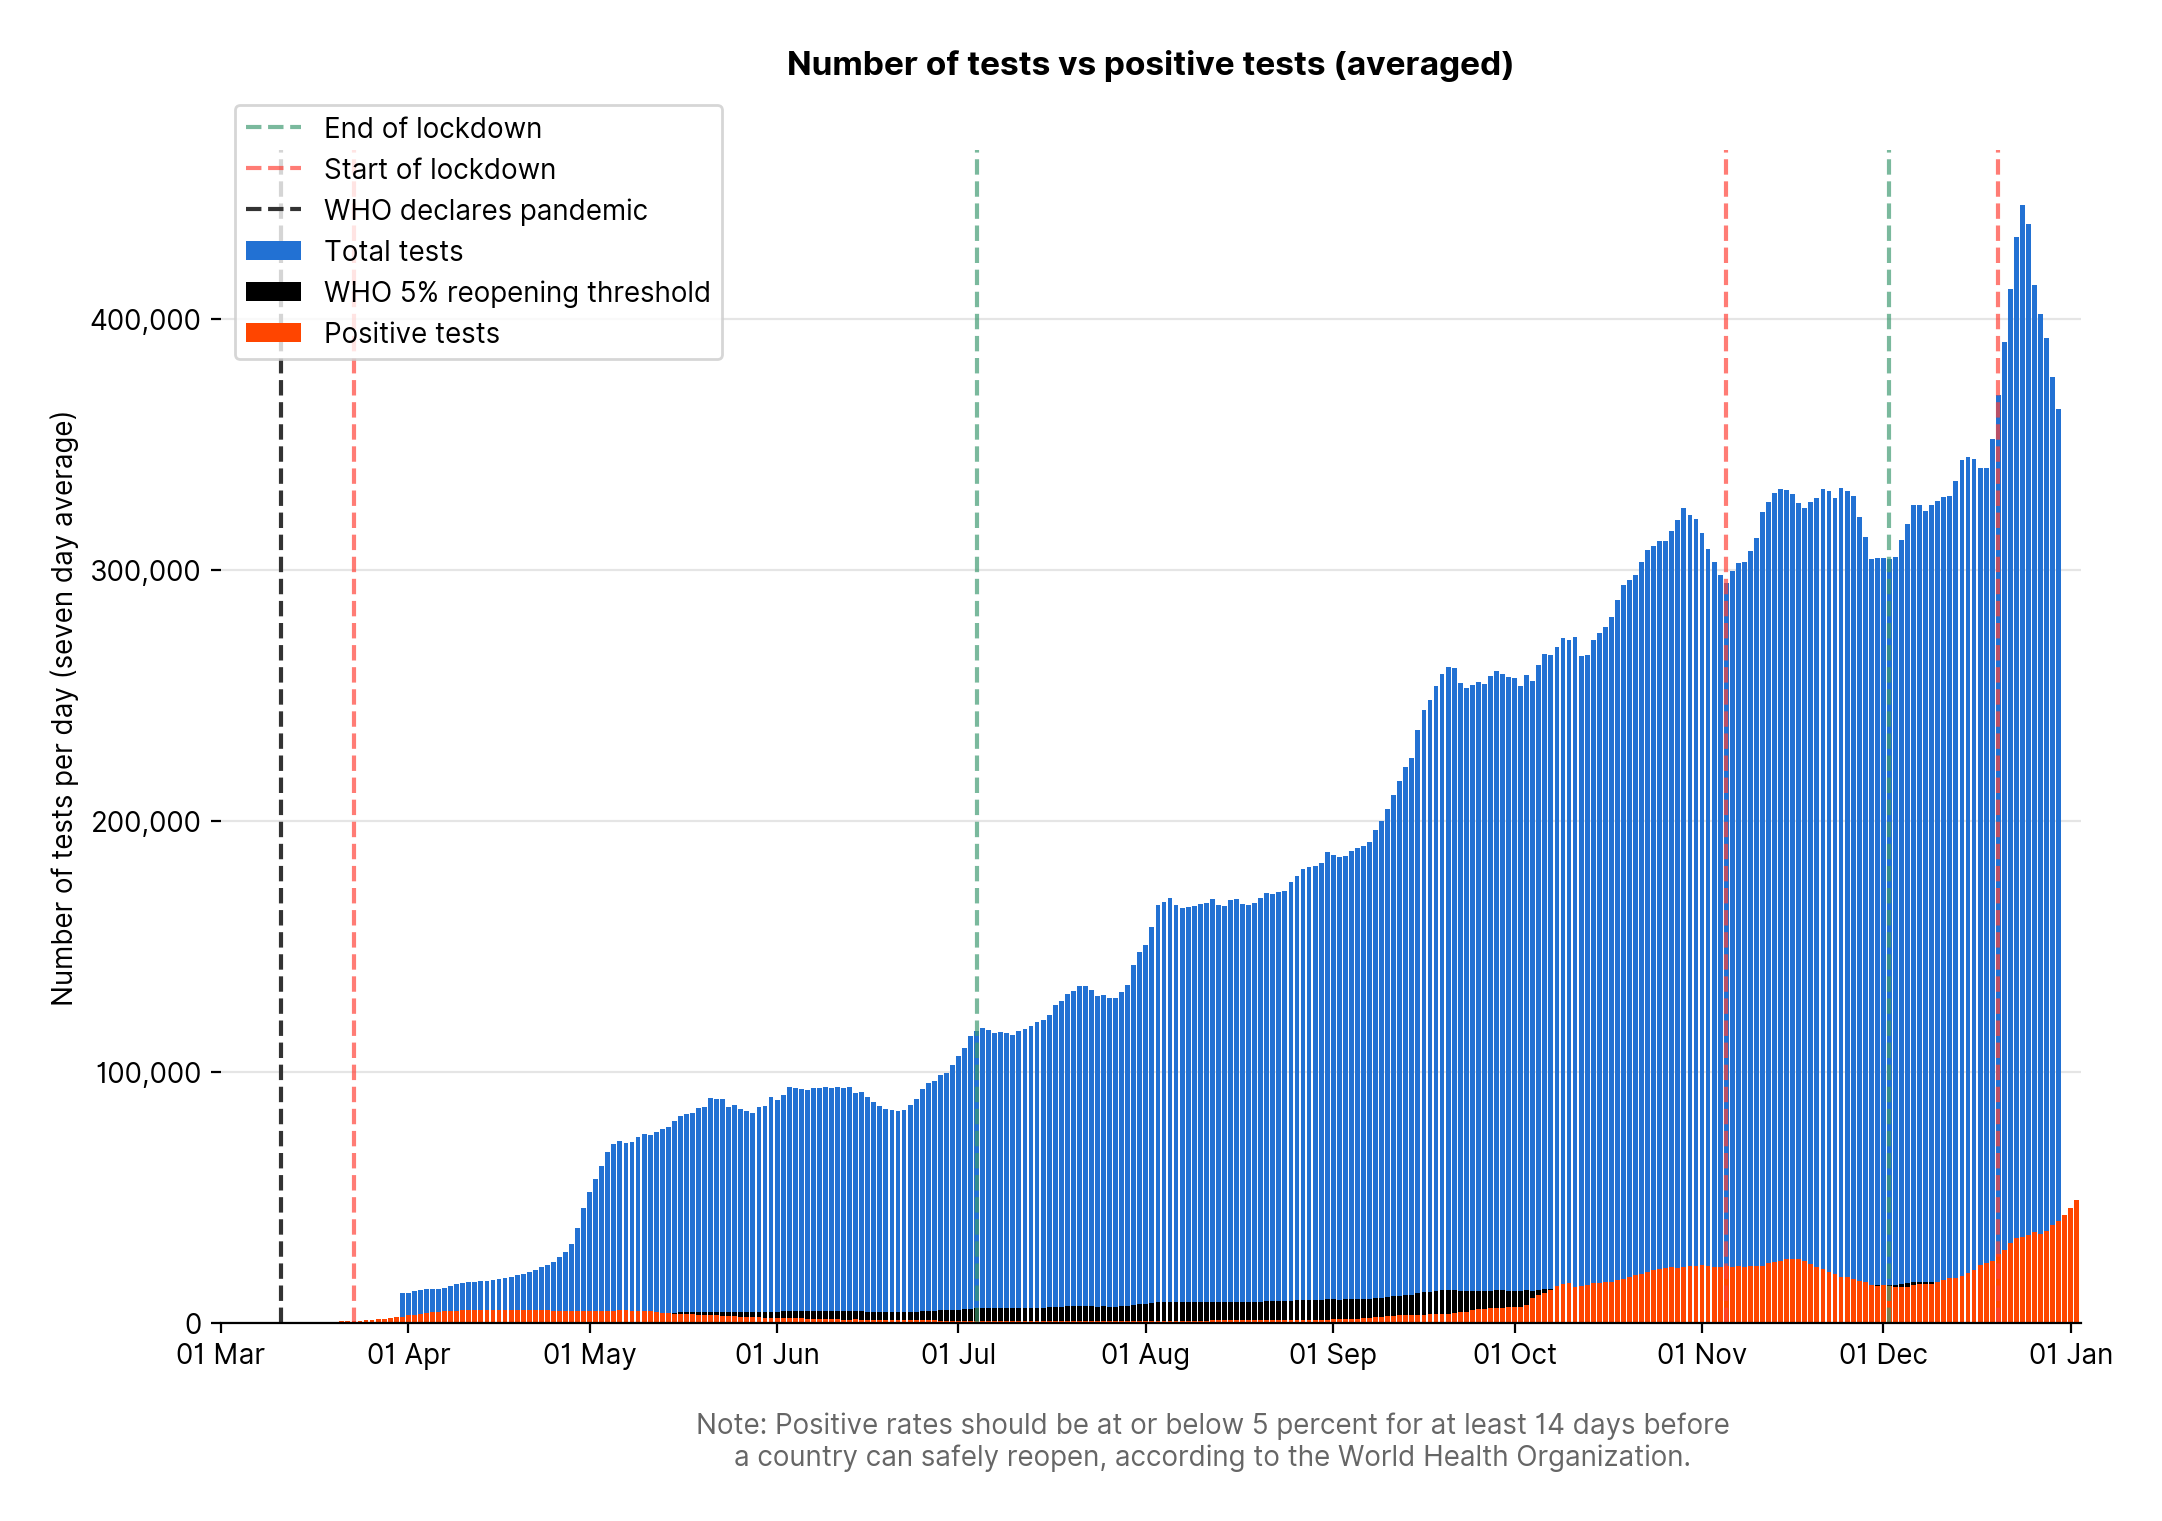 Number of tests vs positive tests (averaged)
End of lockdown
Start of lockdown
WHO declares pandemic
Total tests
WHO 5% reopening threshold
Positive tests
Number of tests per day (seven day average)
400,000
300,000
200,000
100,000
0
01 Mar
01 Apr
01 May
01 Jun
01 Jul
01 Aug
01 Sep
01 Oct
01 Nov
01 Dec
01 Jan
Note: Positive rates should be at or below 5 percent for at least 14 days before
a country can safely reopen, according to the World Health Organization.